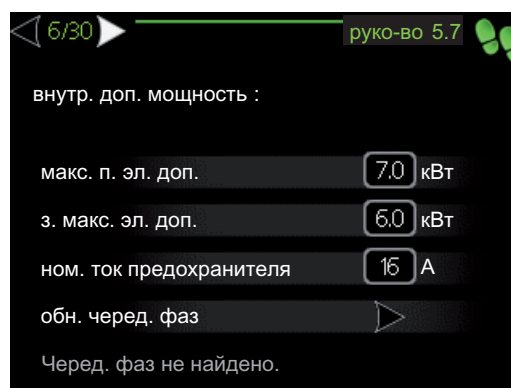 6/30 руко-во 5.7
внутр. доп. мощность :
макс. п. эл. доп. 7.0 кВт
з. макс. эл. доп. 6.0 кВт
ном. ток предохранителя 16 А
обн. черед. фаз
Черед. фаз не найдено.